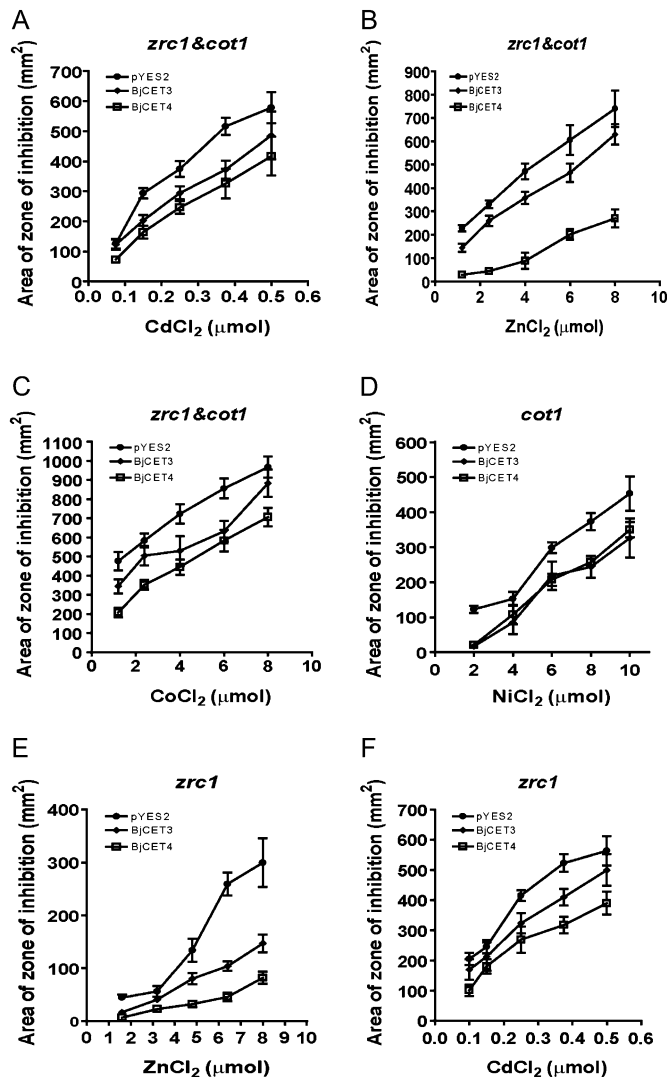 A
zrc1&cot1
Area of zone of inhibition (mm²)
700
600
500
400
300
200
100
0
pYES2
BjCET3
BjCET4
0.0 0.1 0.2 0.3 0.4 0.5 0.6
CdCl₂ (µmol)
B
zrc1&cot1
Area of zone of inhibition (mm²)
900
800
700
600
500
400
300
200
100
0
pYES2
BjCET3
BjCET4
0 2 4 6 8 10
ZnCl₂ (µmol)
C
zrc1&cot1
Area of zone of inhibition (mm²)
1100
1000
900
800
700
600
500
400
300
200
100
0
pYES2
BjCET3
BjCET4
0 2 4 6 8 10
CoCl₂ (µmol)
D
cot1
Area of zone of inhibition (mm²)
600
500
400
300
200
100
0
pYES2
BjCET3
BjCET4
0 2 4 6 8 10
NiCl₂ (µmol)
E
zrc1
Area of zone of inhibition (mm²)
400
300
200
100
0
pYES2
BjCET3
BjCET4
0 1 2 3 4 5 6 7 8 9 10
ZnCl₂ (µmol)
F
zrc1
Area of zone of inhibition (mm²)
700
600
500
400
300
200
100
0
pYES2
BjCET3
BjCET4
0.0 0.1 0.2 0.3 0.4 0.5 0.6
CdCl₂ (µmol)